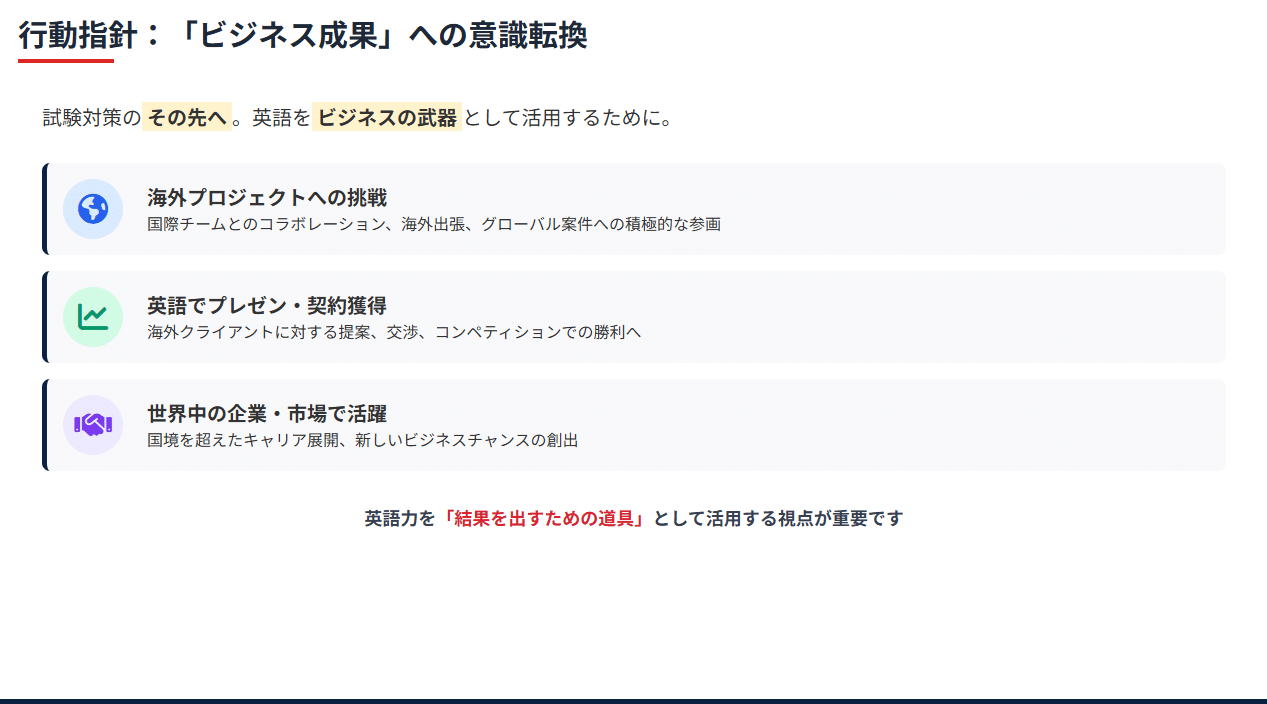 行動指針：「ビジネス成果」への意識転換
試験対策のその先へ。英語をビジネスの武器として活用するために。
海外プロジェクトへの挑戦
国際チームとのコラボレーション、海外出張、グローバル案件への積極的な参画
英語でプレゼン・契約獲得
海外クライアントに対する提案、交渉、コンペティションでの勝利へ
世界中の企業・市場で活躍
国境を超えたキャリア展開、新しいビジネスチャンスの創出
英語力を「結果を出すための道具」として活用する視点が重要です